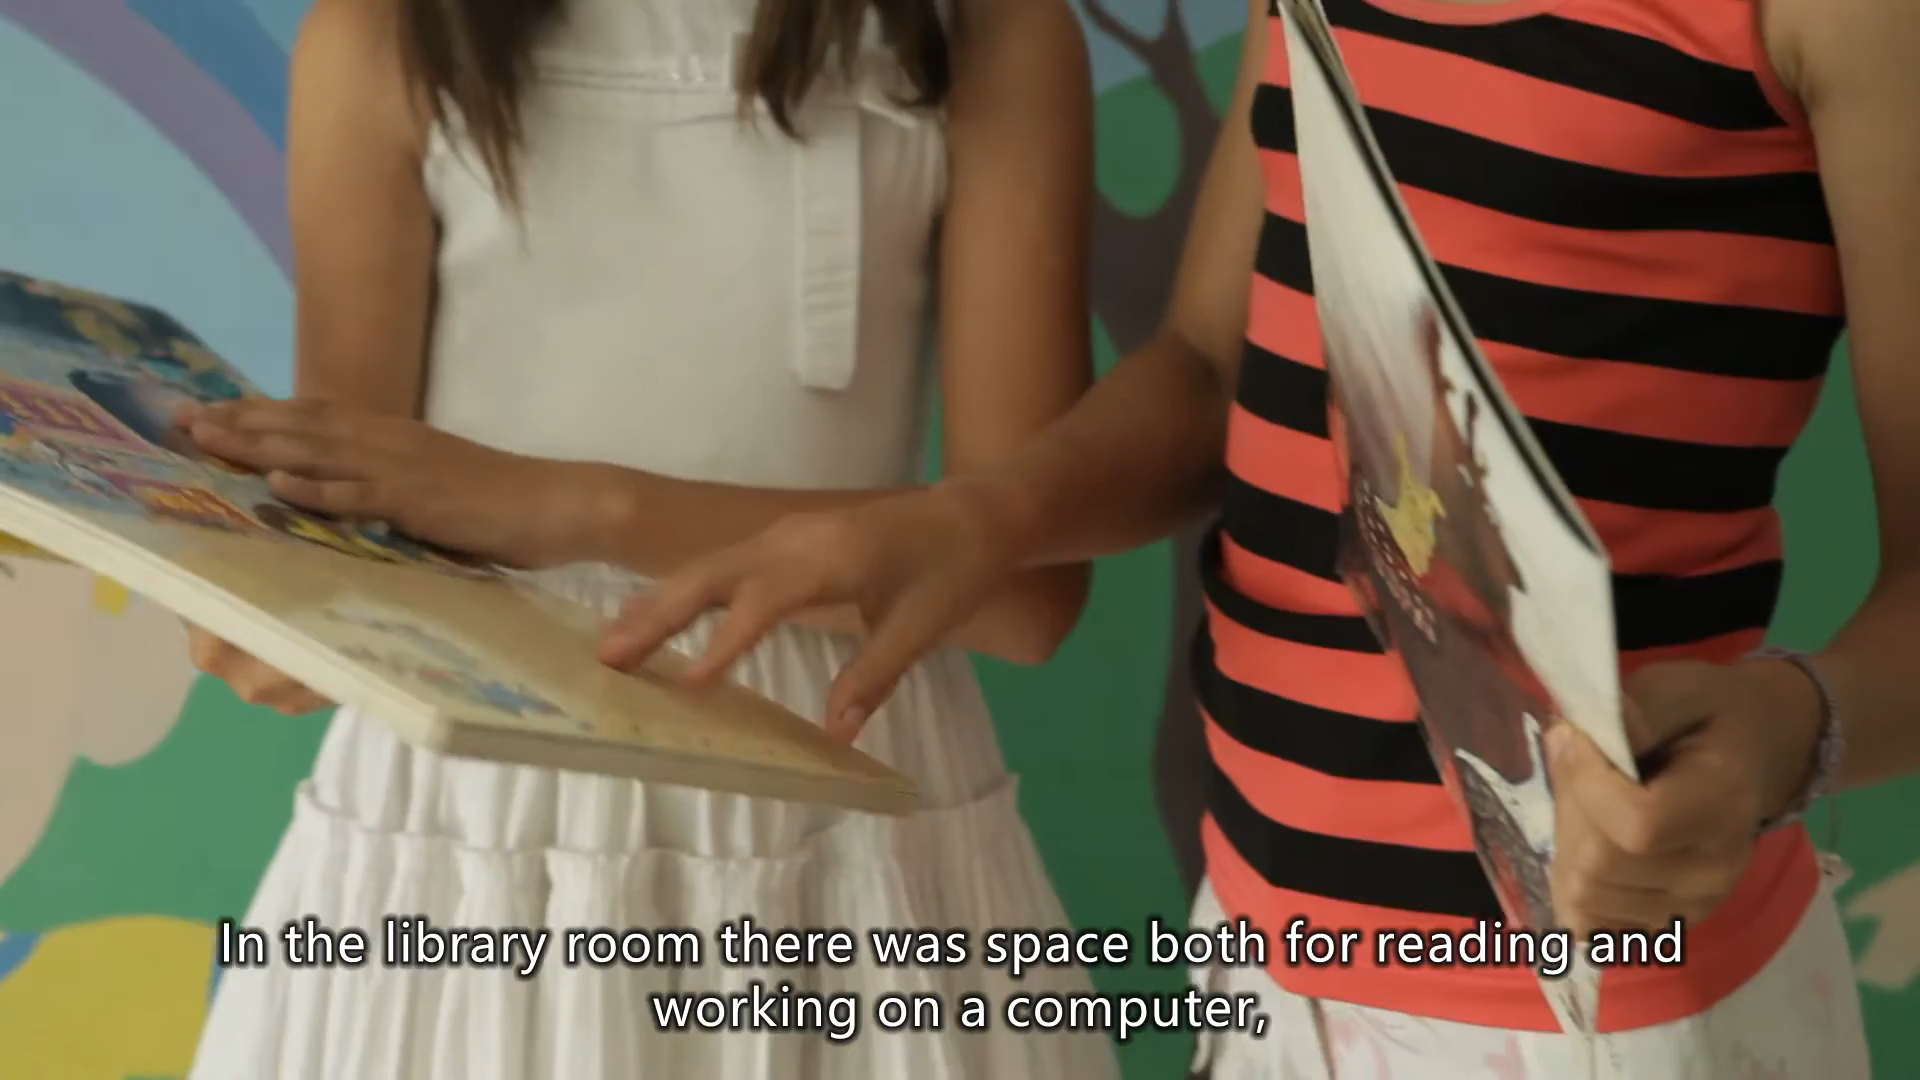 In the library room there was space both for reading and
working on a computer,